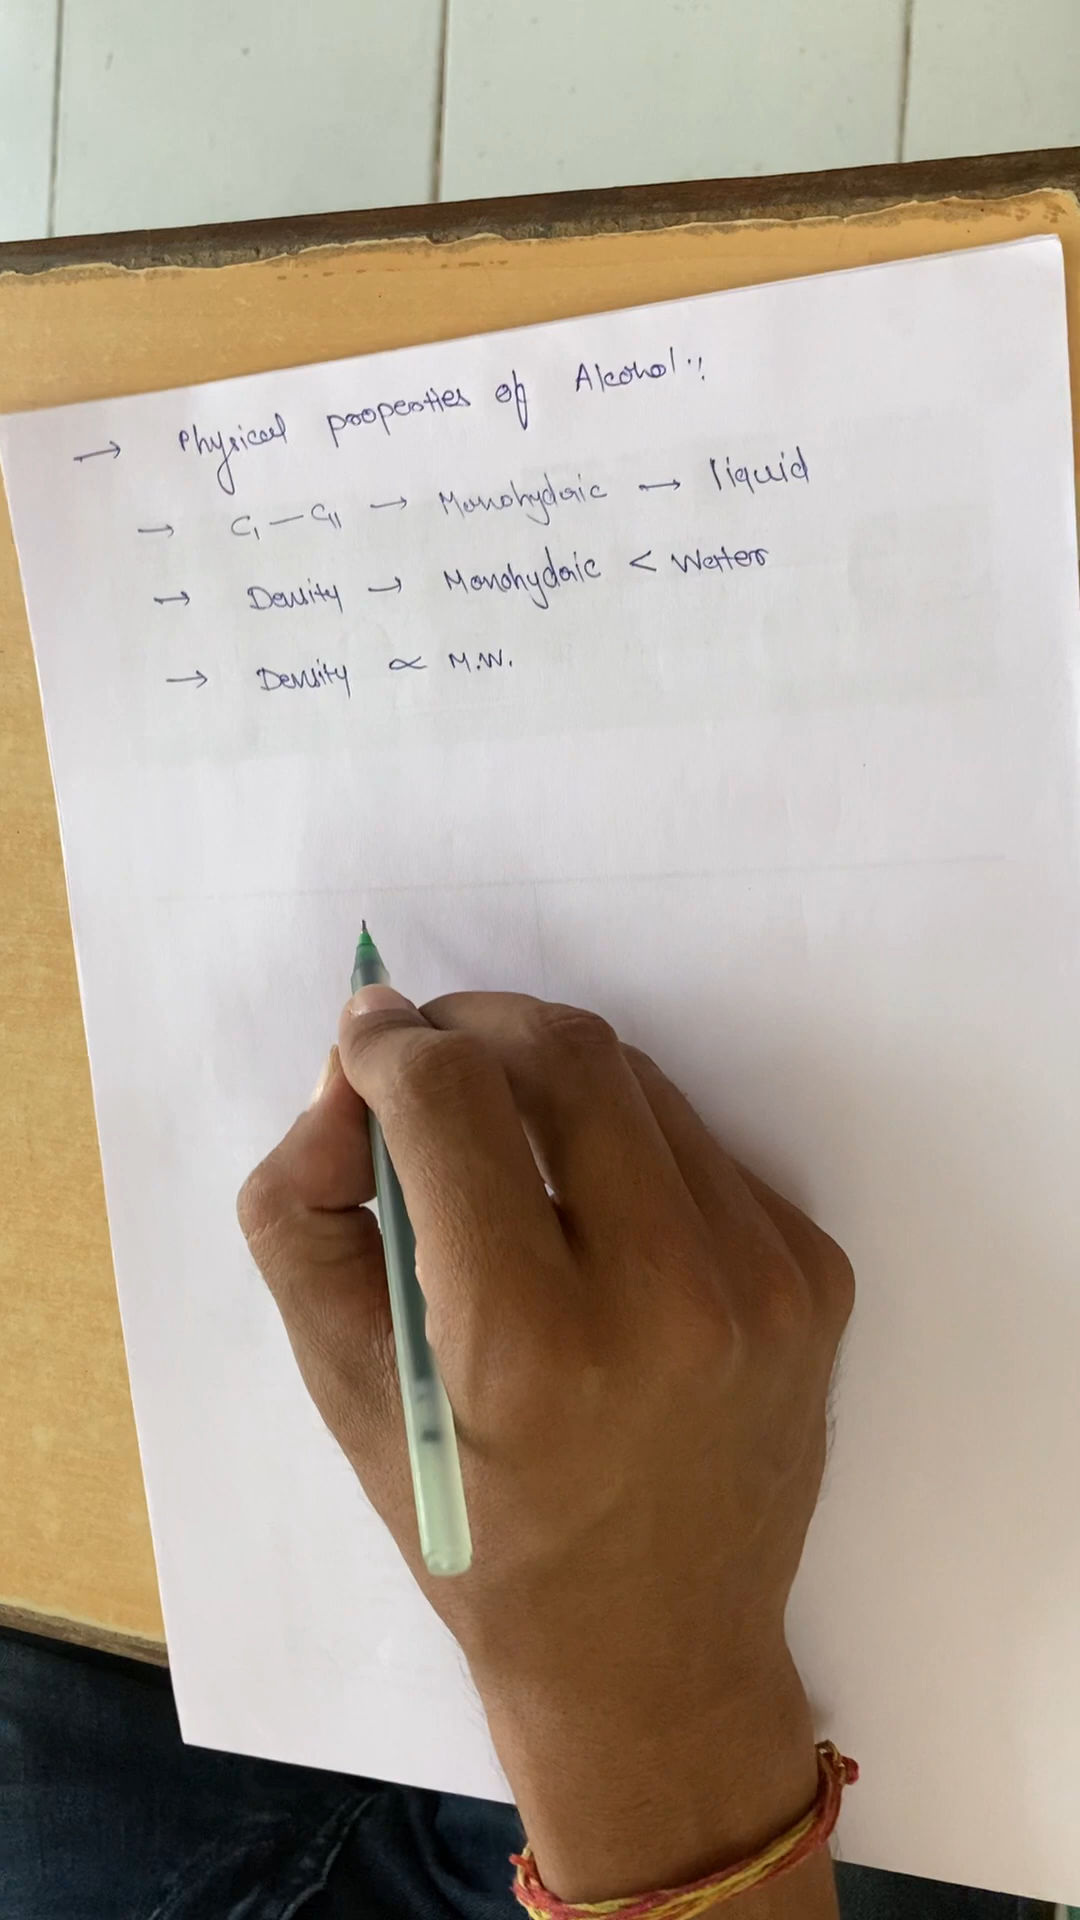 → Physical properties of Alcohol :!
→ C₁ — C₁₁ → Monohydric → liquid
→ Density → Monohydric < Water
→ Density ∝ M.W.